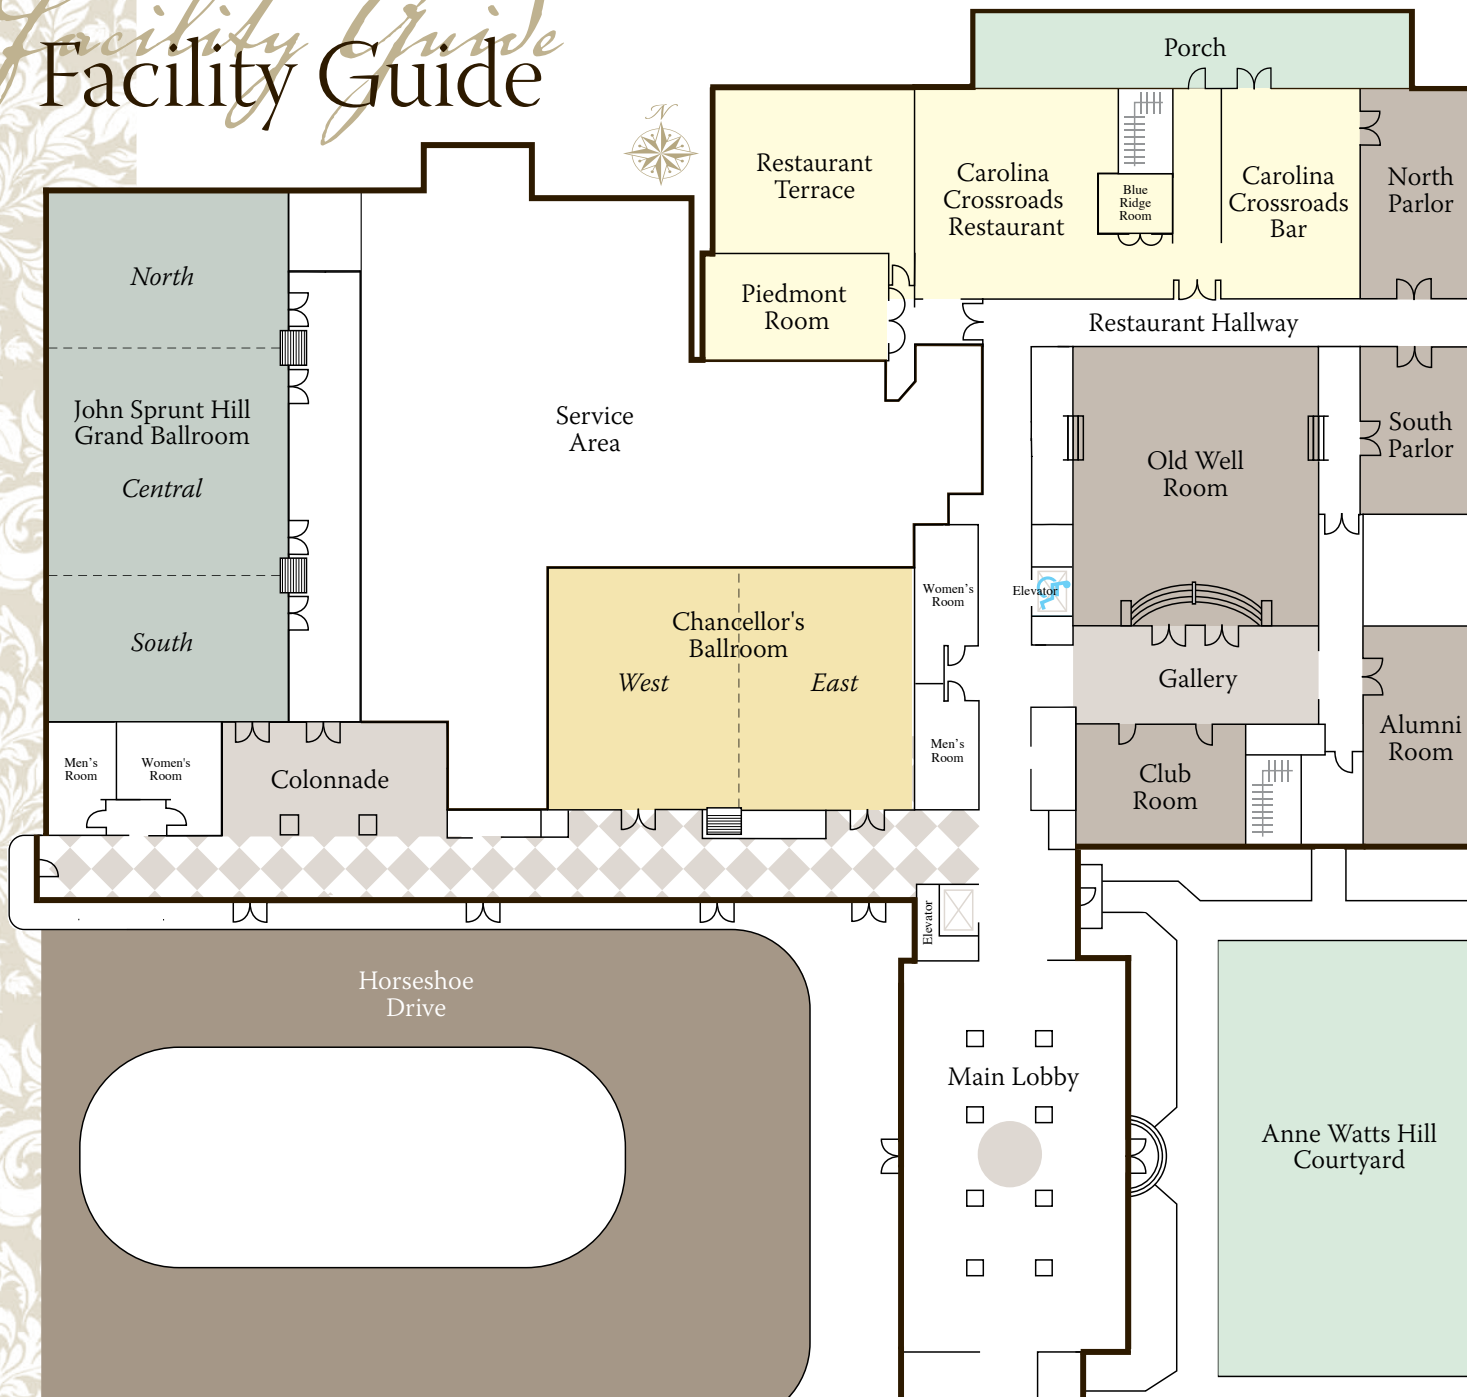 Facility Guide
Facility Guide
N
Porch
Restaurant
Terrace
Carolina
Crossroads
Restaurant
Blue
Ridge
Room
Carolina
Crossroads
Bar
North
Parlor
North
Piedmont
Room
Restaurant Hallway
John Sprunt Hill
Grand Ballroom
Central
Service
Area
Old Well
Room
South
Parlor
South
Chancellor's
Ballroom
West
East
Women's
Room
Elevator
Gallery
Men's
Room
Women's
Room
Colonnade
Men's
Room
Club
Room
Alumni
Room
Elevator
Horseshoe
Drive
Main Lobby
Anne Watts Hill
Courtyard